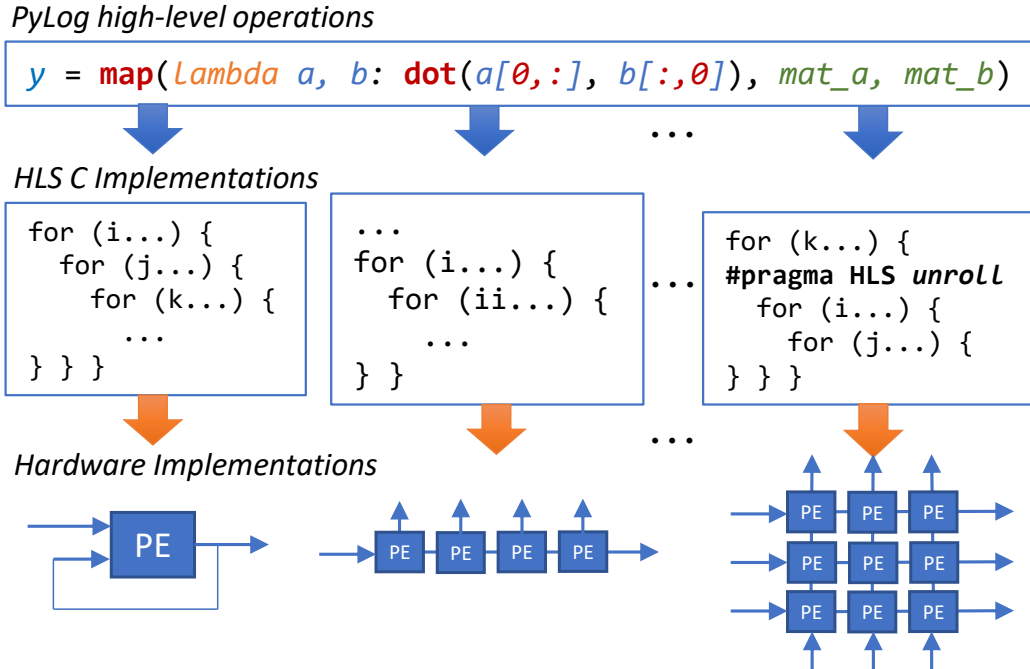 PyLog high-level operations
y = map(lambda a, b: dot(a[0,:], b[:,0]), mat_a, mat_b)
...
HLS C Implementations
for (i...) {
for (j...) {
for (k...) {
...
} } }
...
for (i...) {
for (ii...) {
...
} }
...
for (k...) {
#pragma HLS unroll
for (i...) {
for (j...) {
} } }
...
Hardware Implementations
PE
PE PE PE PE
PE PE PE
PE PE PE
PE PE PE